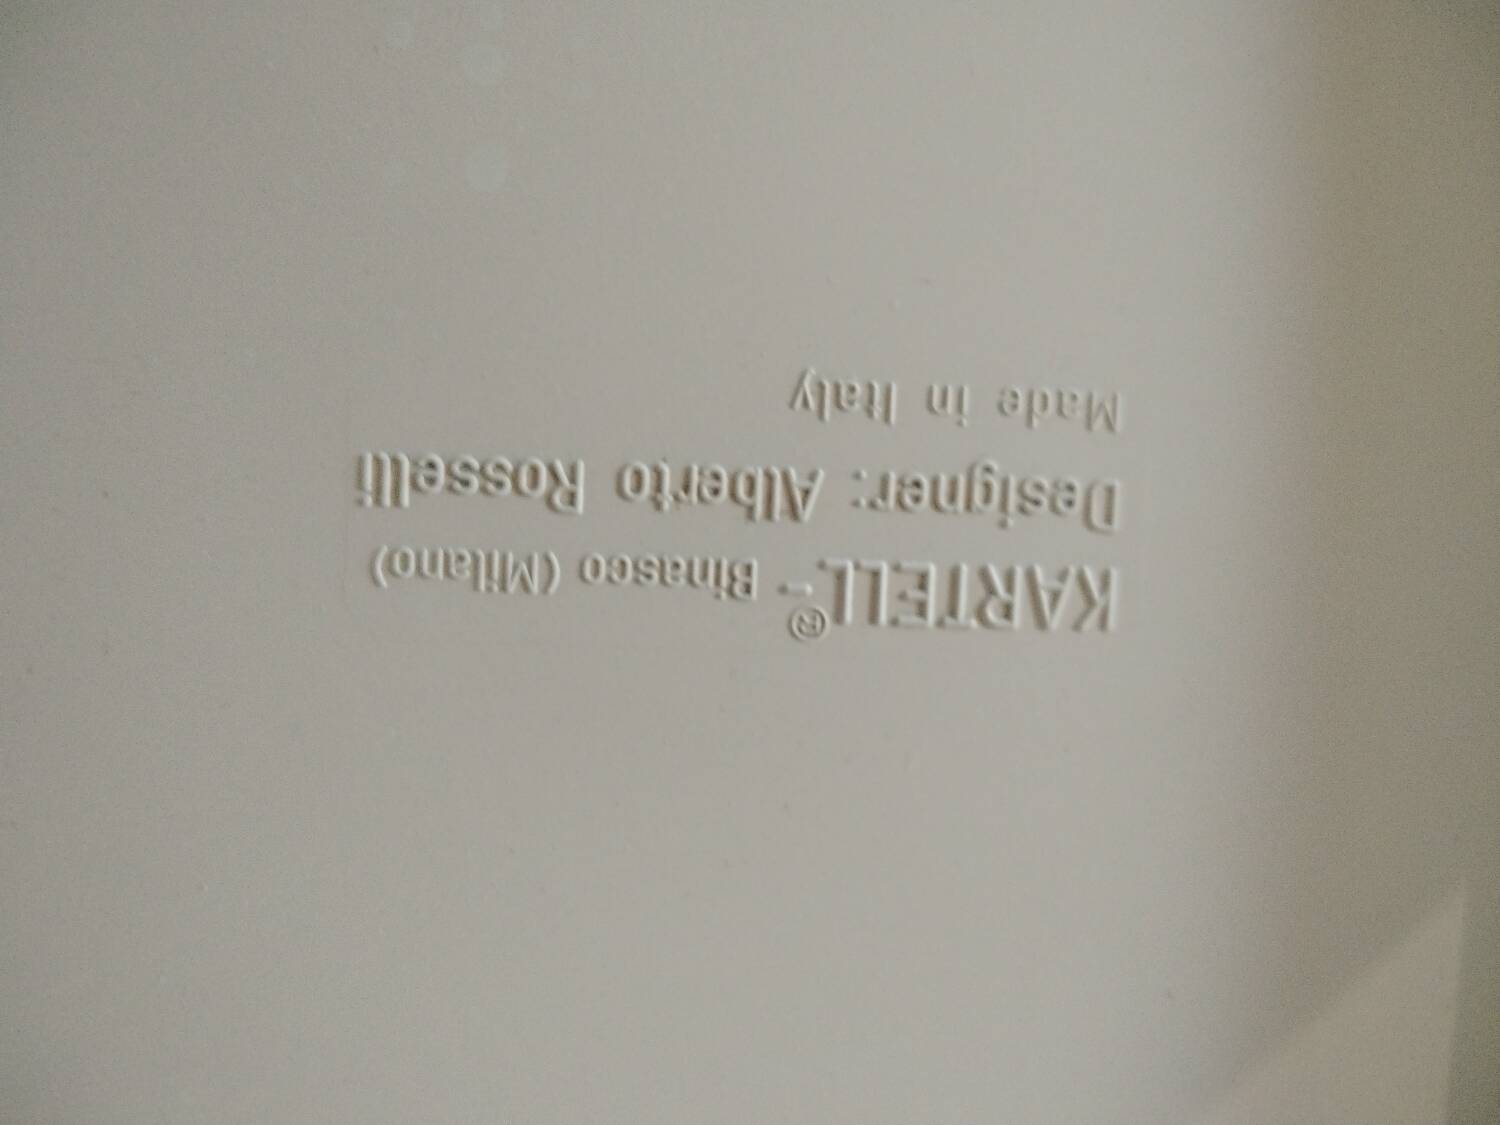 KARTELL® - Binasco (Milano)
Designer: Alberto Rosselli
Made in Italy